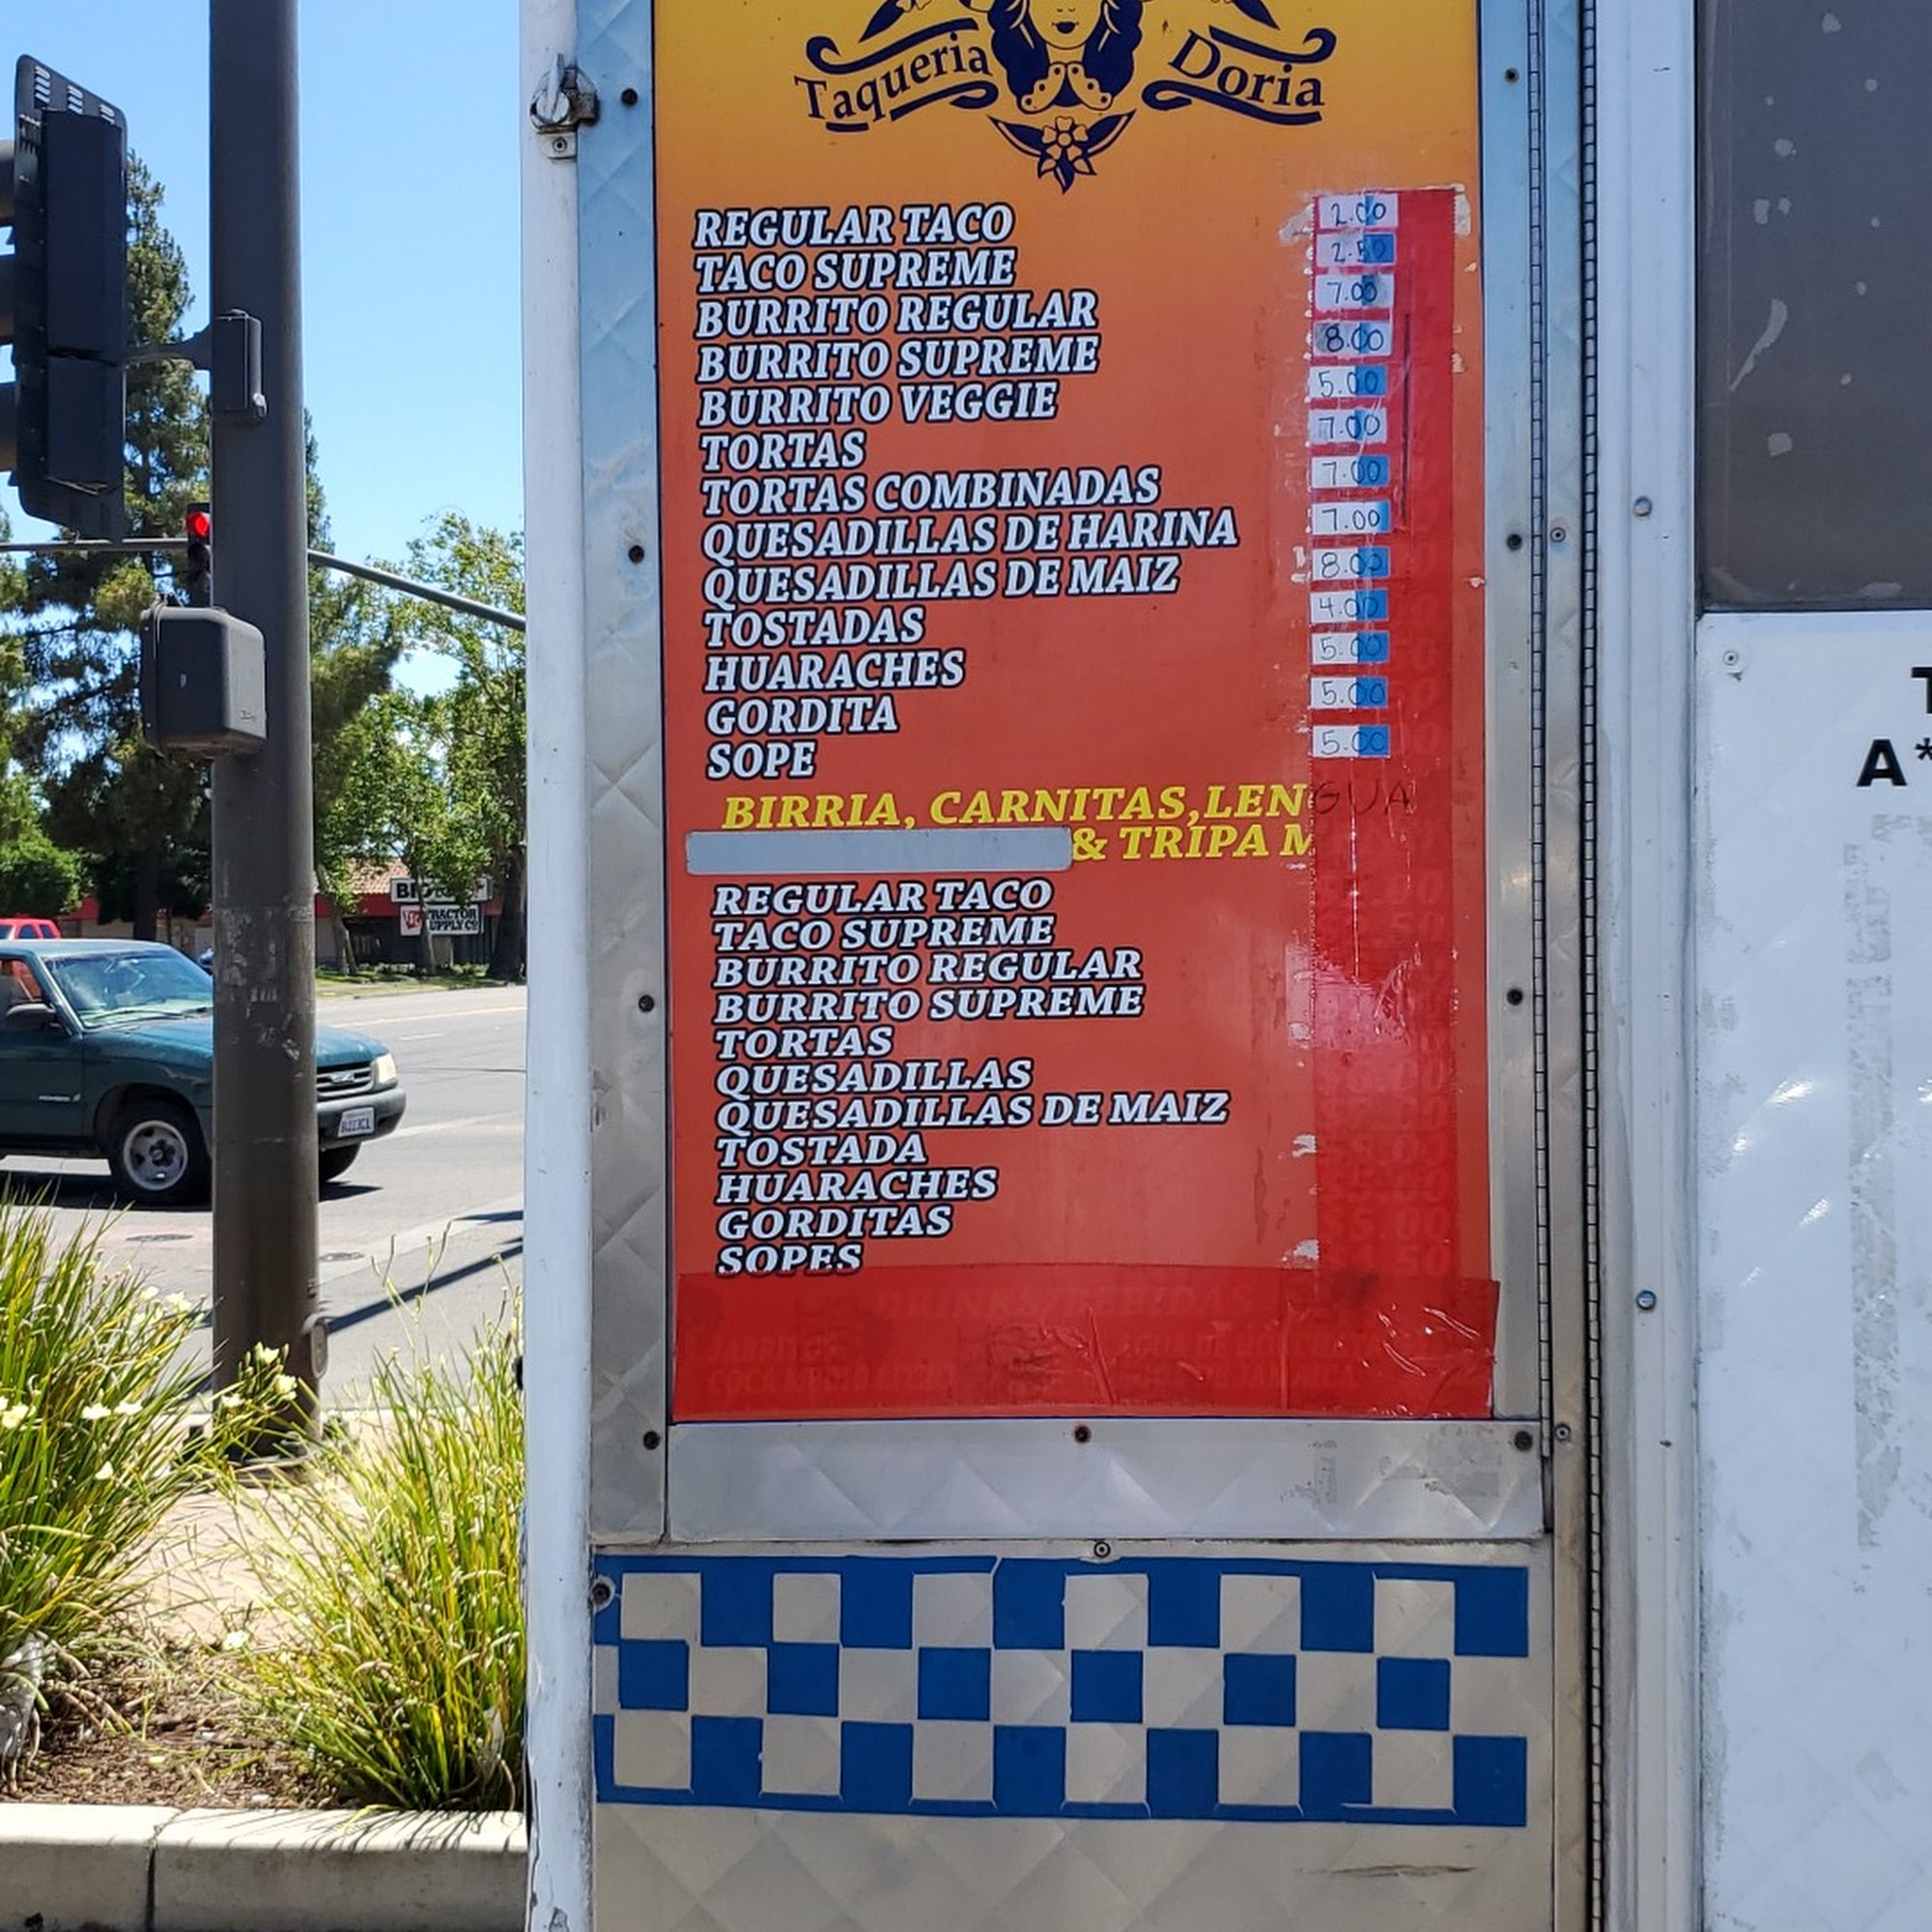 Taqueria Doria
REGULAR TACO 2.00
TACO SUPREME 2.50
BURRITO REGULAR 7.00
BURRITO SUPREME 8.00
BURRITO VEGGIE 5.00
TORTAS 7.00
TORTAS COMBINADAS 7.00
QUESADILLAS DE HARINA 7.00
QUESADILLAS DE MAIZ 8.00
TOSTADAS 4.00
HUARACHES 5.00
GORDITA 5.00
SOPE 5.00
BIRRIA, CARNITAS, LENGUA
& TRIPA M
REGULAR TACO
TACO SUPREME
BURRITO REGULAR
BURRITO SUPREME
TORTAS
QUESADILLAS
QUESADILLAS DE MAIZ
TOSTADA
HUARACHES
GORDITAS
SOPES
TRACTOR
SUPPLY CO
T
A*